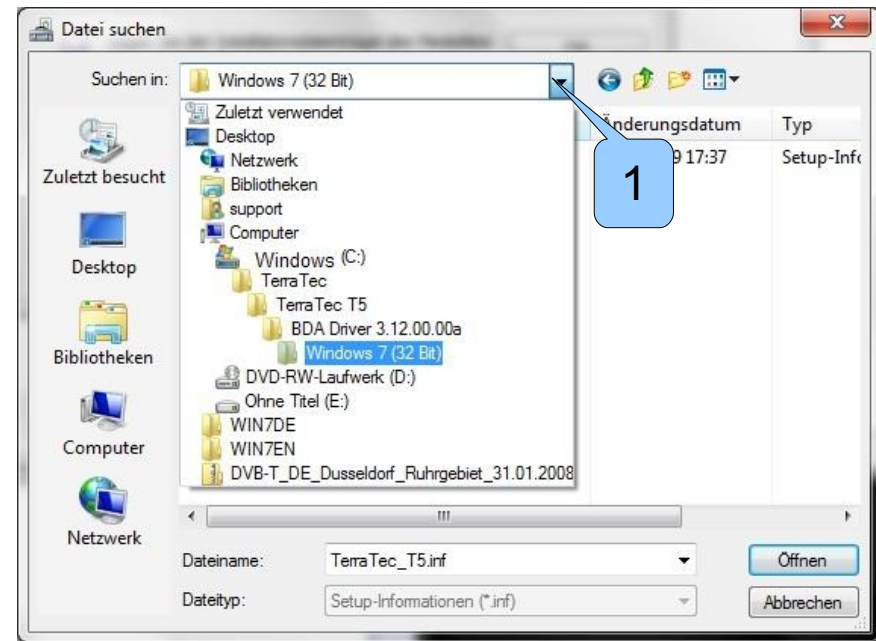 Datei suchen
Suchen in:
Windows 7 (32 Bit)
Zuletzt verwendet
Desktop
Netzwerk
Bibliotheken
support
Computer
Windows (C:)
TerraTec
TerraTec T5
BDA Driver 3.12.00.00a
Windows 7 (32 Bit)
DVD-RW-Laufwerk (D:)
Ohne Titel (E:)
WIN7DE
WIN7EN
DVB-T_DE_Dusseldorf_Ruhrgebiet_31.01.2008
Änderungsdatum Typ
9 17:37 Setup-Info
1
Zuletzt besucht
Desktop
Bibliotheken
Computer
Netzwerk
Dateiname: TerraTec_T5.inf Öffnen
Dateityp: Setup-Informationen (*.inf) Abbrechen